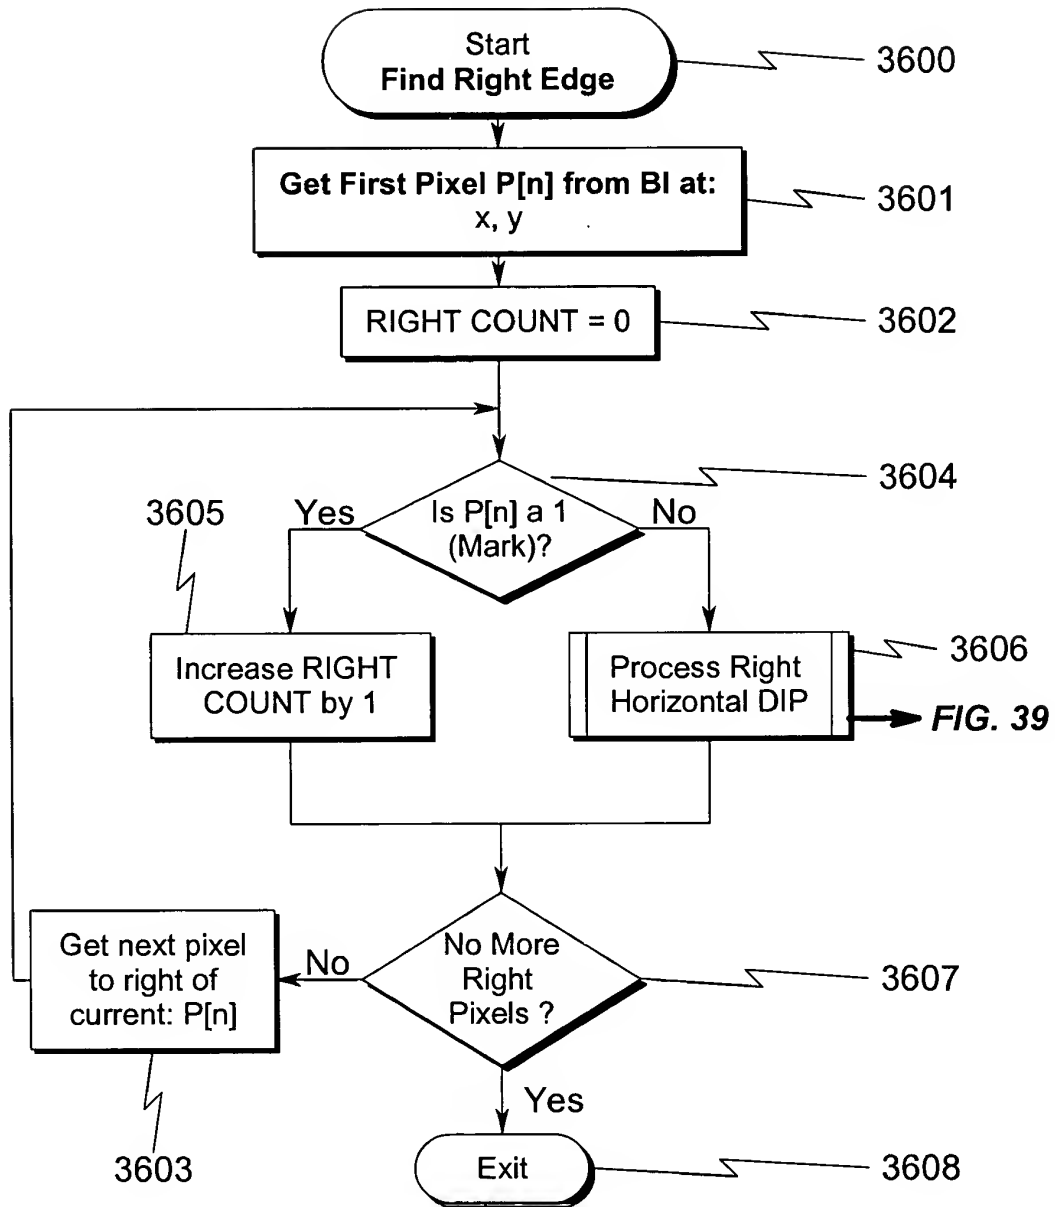 Start
Find Right Edge
3600
Get First Pixel P[n] from BI at:
x, y
3601
RIGHT COUNT = 0
3602
3604
Is P[n] a 1
(Mark)?
Yes
No
3605
Increase RIGHT
COUNT by 1
Process Right
Horizontal DIP
3606
FIG. 39
No More
Right
Pixels ?
3607
No
Get next pixel
to right of
current: P[n]
3603
Yes
Exit
3608